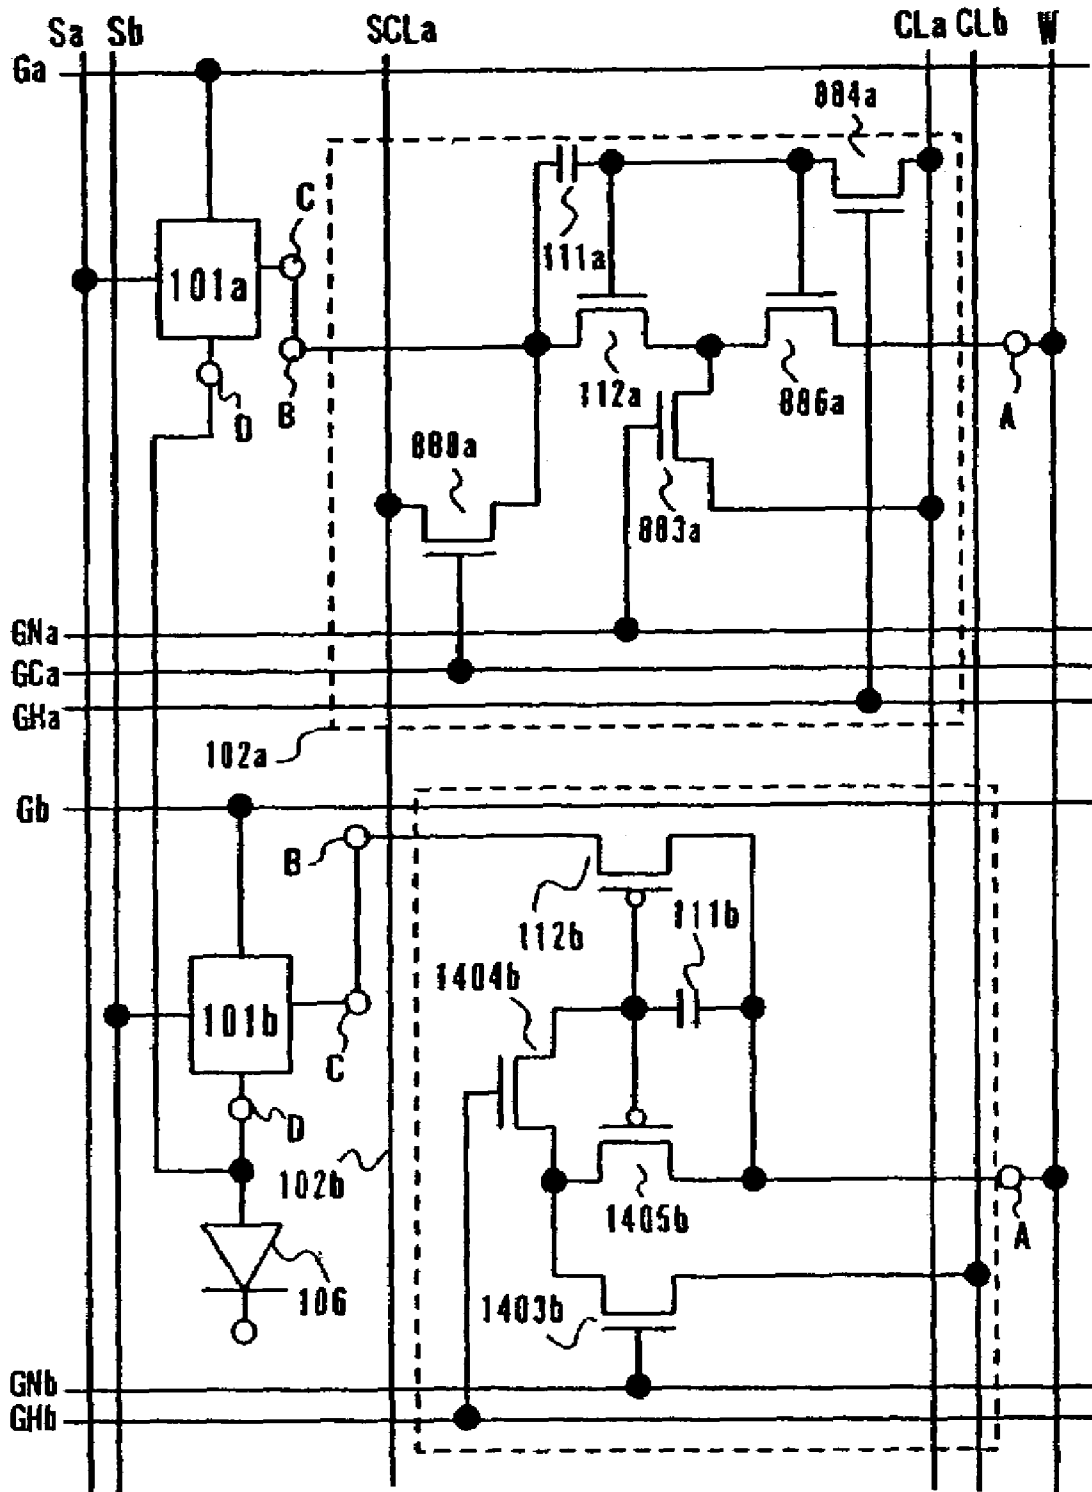 Sa Sb SCLa CLa CLb W
Ga
884a
C
111a
101a
112a
886a
A
D B
888a
883a
GNa
GCa
GHa
102a
Gb
B
112b
111b
1404b
101b
C
D
102b
1405b
A
106
1403b
GNb
GHb